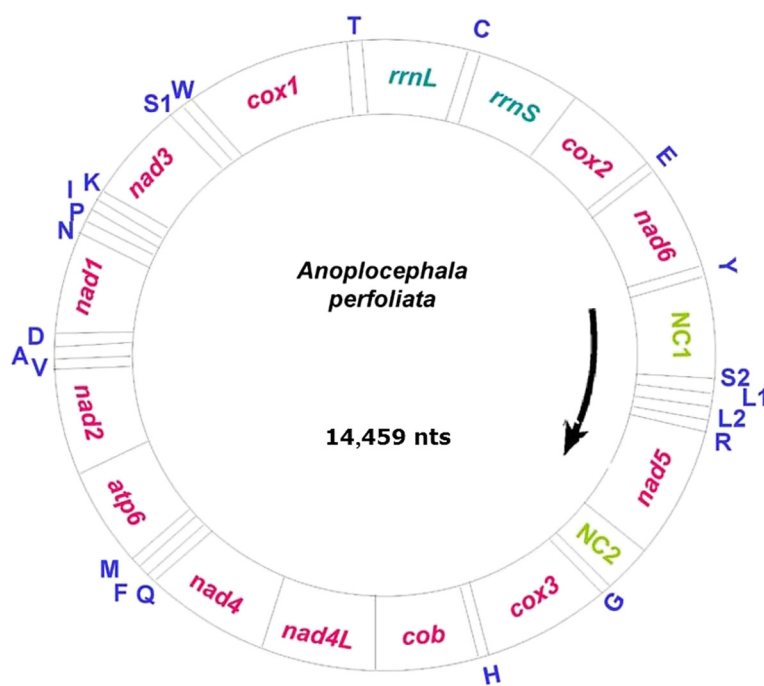 T
C
rrnL
rrnS
cox2
E
nad6
Y
NC1
S2
L1
L2
R
nad5
NC2
G
cox3
H
cob
nad4L
nad4
Q
F
M
atp6
nad2
V
A
D
nad1
N
P
I
K
nad3
S1
W
cox1
Anoplocephala
perfoliata
14,459 nts